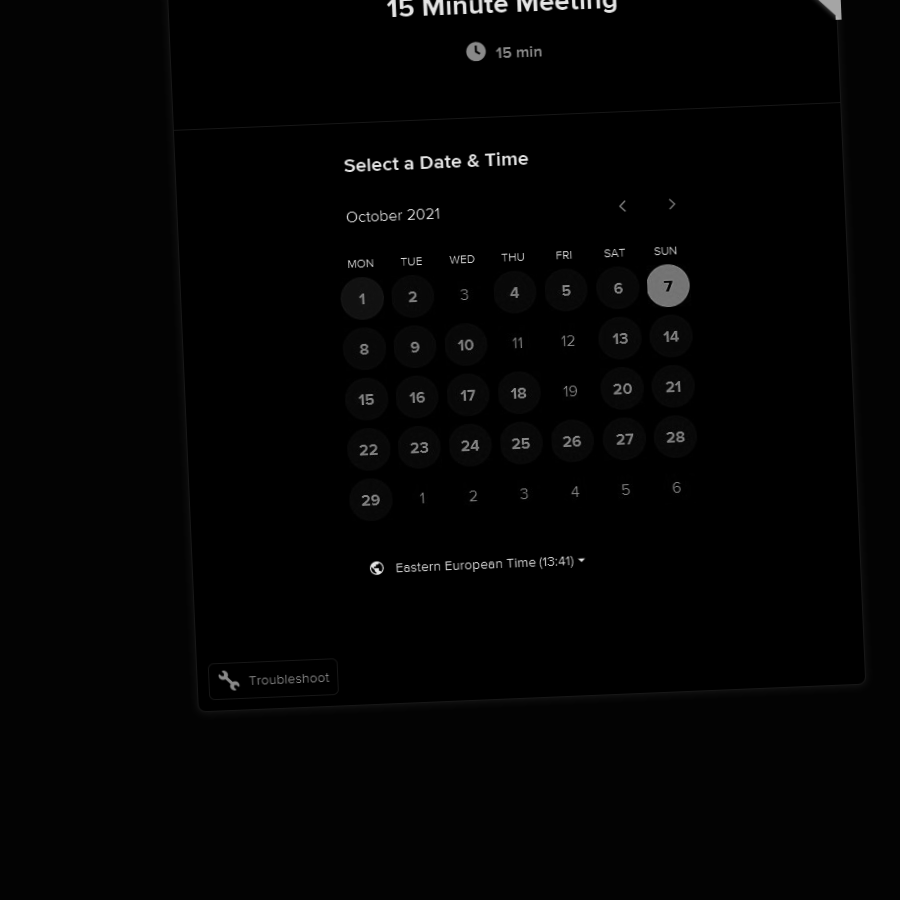 15 Minute Meeting
15 min
Select a Date & Time
October 2021
MON TUE WED THU FRI SAT SUN
1 2 3 4 5 6 7
8 9 10 11 12 13 14
15 16 17 18 19 20 21
22 23 24 25 26 27 28
29 1 2 3 4 5 6
Eastern European Time (13:41)
Troubleshoot